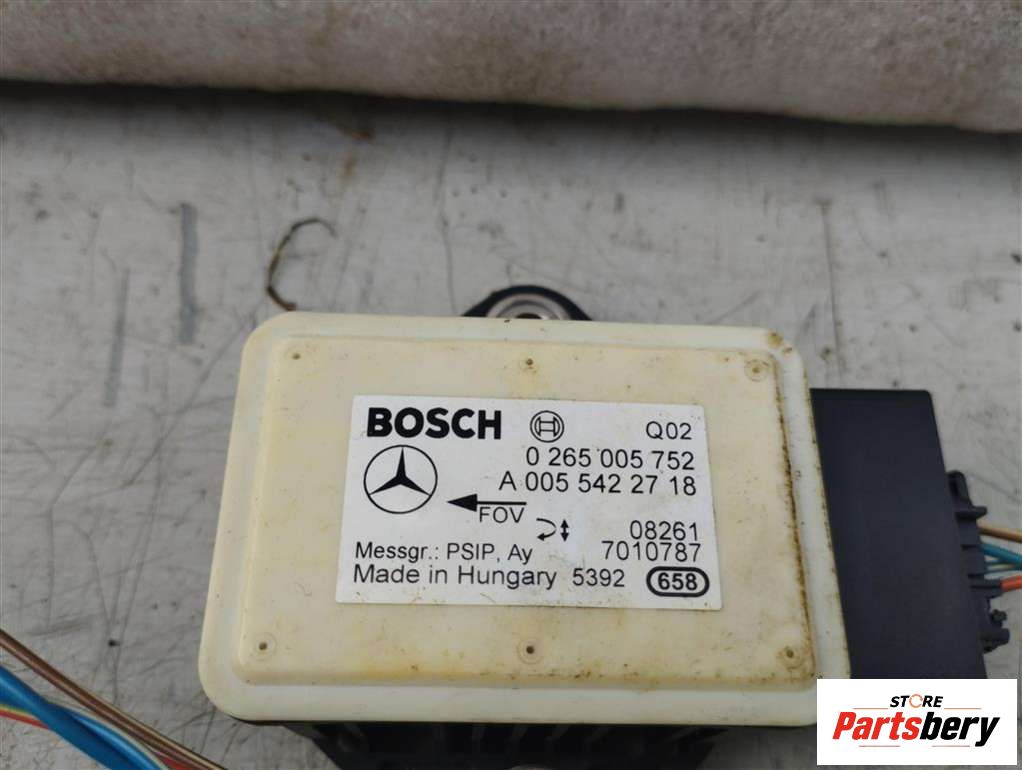 BOSCH Q02
0 265 005 752
A 005 542 27 18
FOV
08261
Messgr.: PSIP, Ay 7010787
Made in Hungary 5392 658
STORE
Partsbery